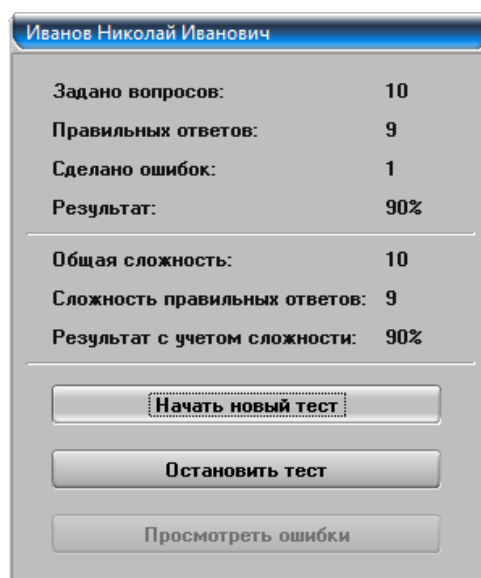 Иванов Николай Иванович
Задано вопросов: 10
Правильных ответов: 9
Сделано ошибок: 1
Результат: 90%
Общая сложность: 10
Сложность правильных ответов: 9
Результат с учетом сложности: 90%
Начать новый тест
Остановить тест
Просмотреть ошибки